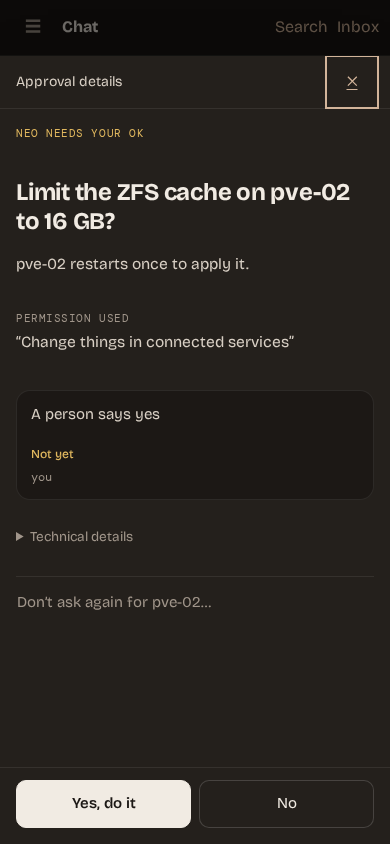 ☰ Chat Search Inbox
Approval details ×
NEO NEEDS YOUR OK
Limit the ZFS cache on pve-02
to 16 GB?
pve-02 restarts once to apply it.
PERMISSION USED
“Change things in connected services”
A person says yes
Not yet
you
▶ Technical details
Don’t ask again for pve-02…
Yes, do it No